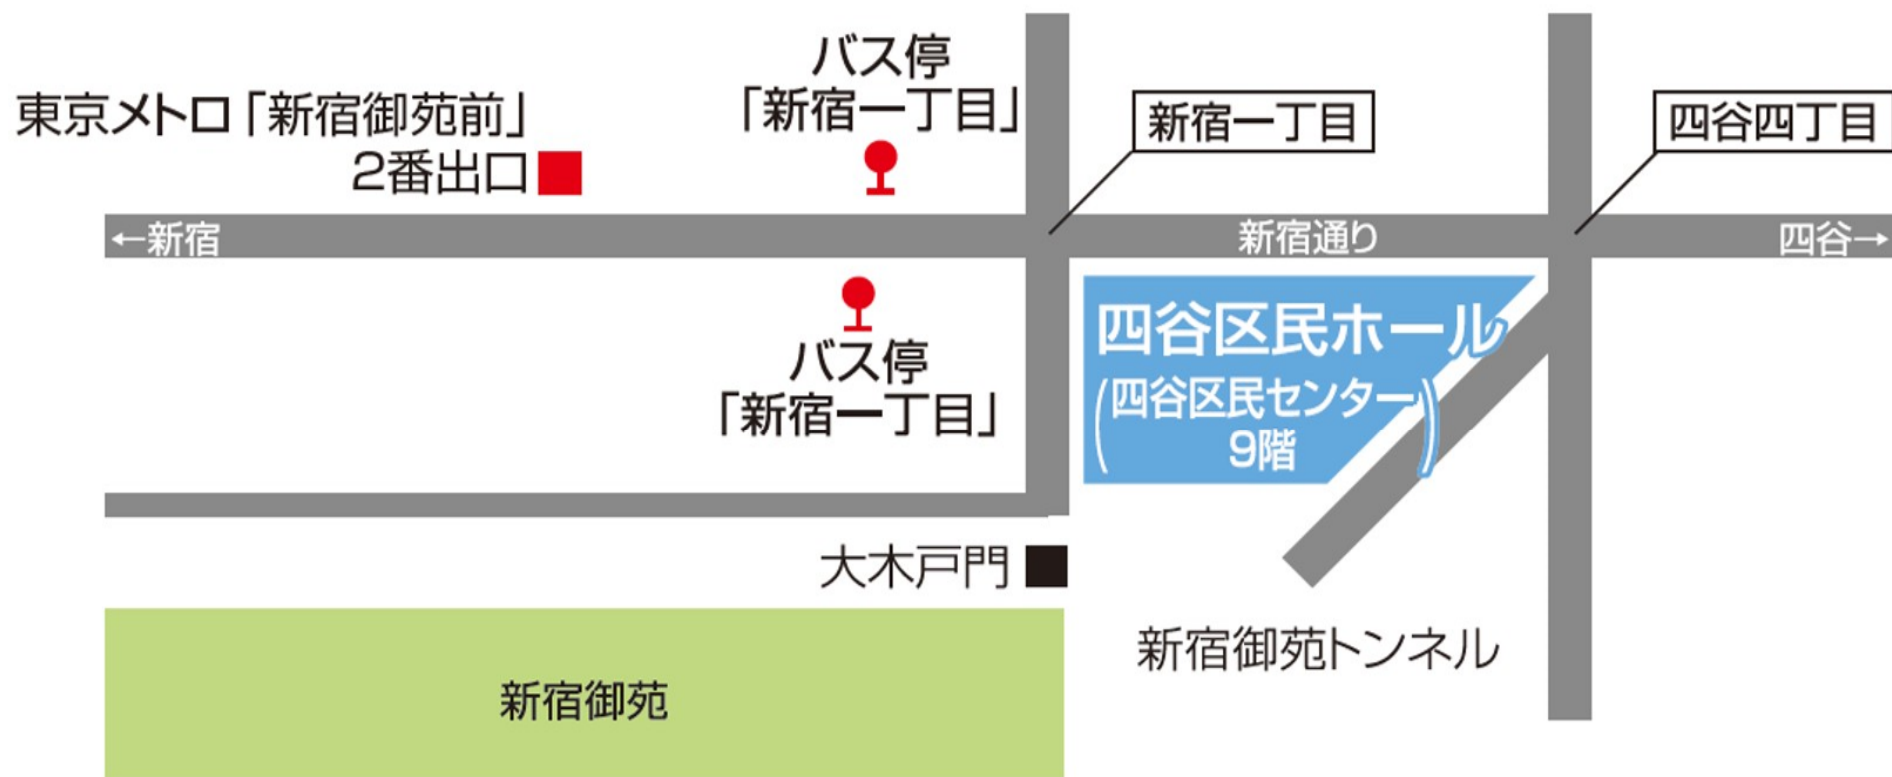 バス停
「新宿一丁目」
東京メトロ「新宿御苑前」
2番出口
新宿一丁目
四谷四丁目
←新宿
新宿通り
四谷→
バス停
「新宿一丁目」
四谷区民ホール
(四谷区民センター
9階)
大木戸門
新宿御苑トンネル
新宿御苑